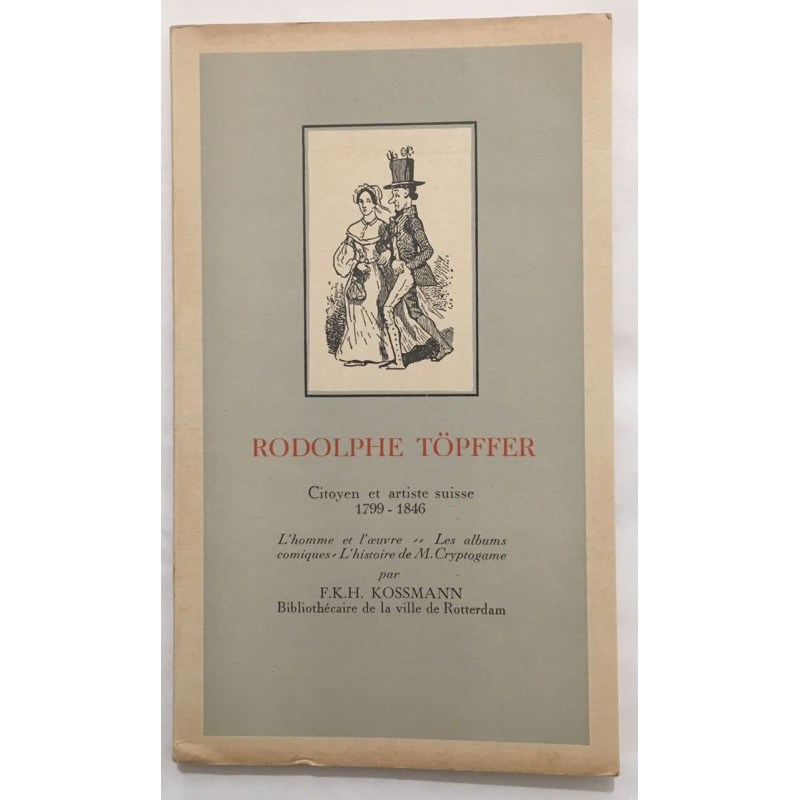 RODOLPHE TÖPFFER
Citoyen et artiste suisse
1799 - 1846
L'homme et l'œuvre -- Les albums
comiques - L'histoire de M. Cryptogame
par
F.K.H. KOSSMANN
Bibliothécaire de la ville de Rotterdam